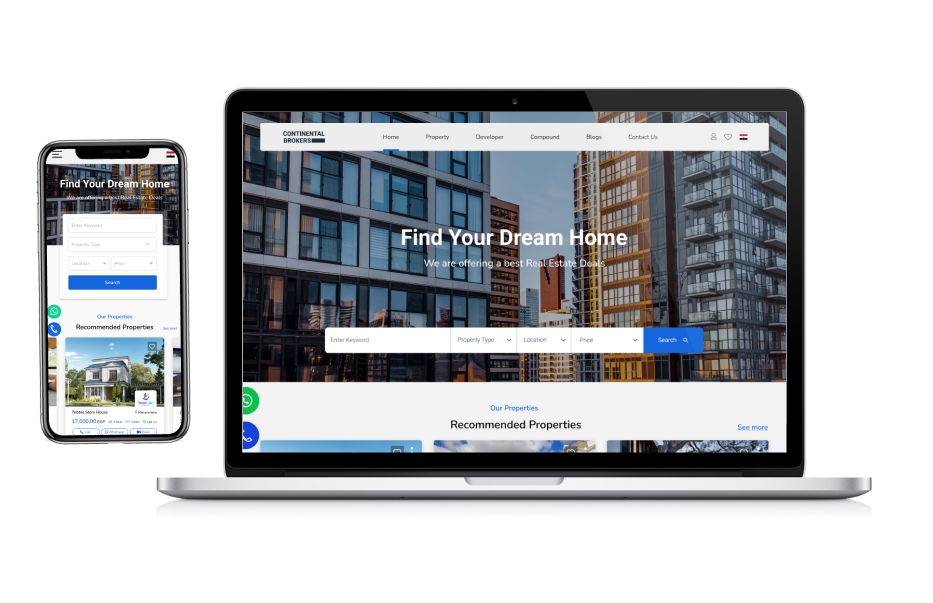 Find Your Dream Home
We are offering a best Real Estate Deals
Enter Keyword
Property Type
Location
Price
Search
Our Properties
Recommended Properties
See more
Tribble Story House
17,000,00 EGP
CONTINENTAL
BROKERS
Home
Property
Developer
Compound
Blogs
Contact Us
Find Your Dream Home
We are offering a best Real Estate Deals
Enter Keyword
Property Type
Location
Price
Search
Our Properties
Recommended Properties
See more